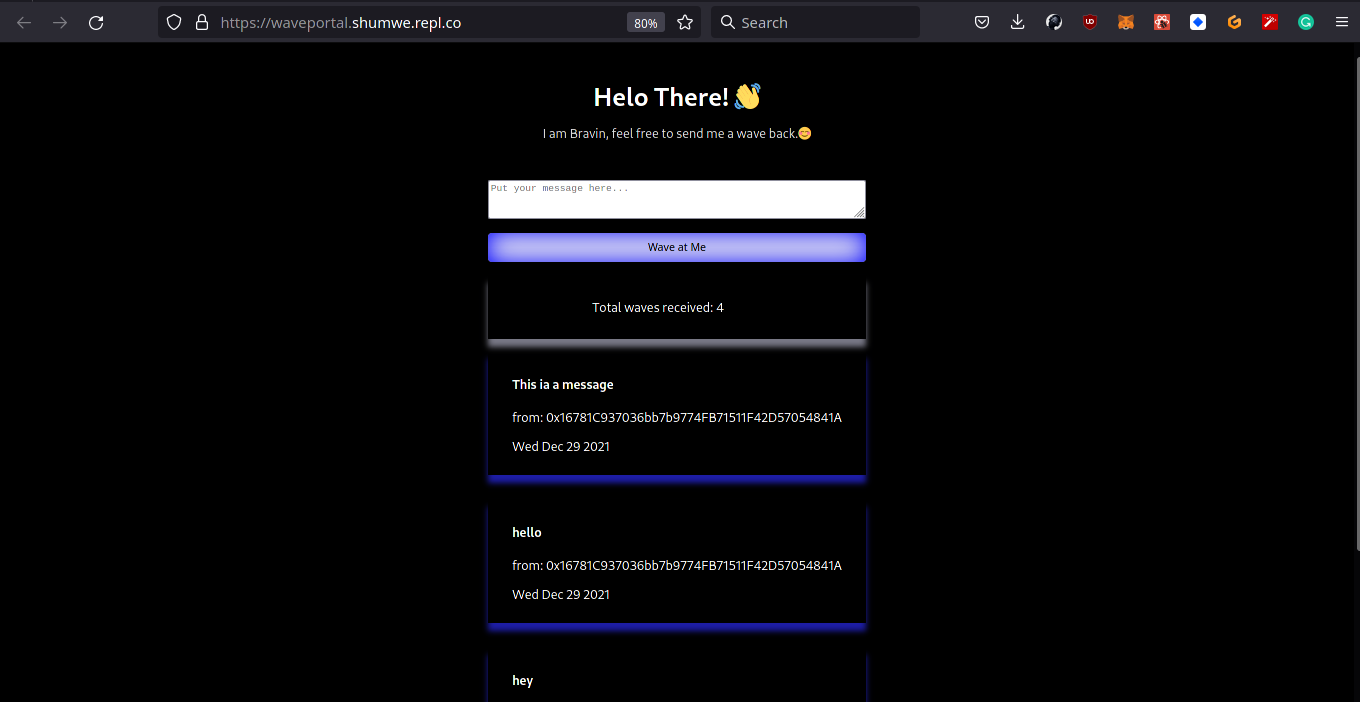 https://waveportal.shumwe.repl.co
80%
Search
Helo There! 👋
I am Bravin, feel free to send me a wave back.😊
Put your message here...
Wave at Me
Total waves received: 4
This ia a message
from: 0x16781C937036bb7b9774FB71511F42D57054841A
Wed Dec 29 2021
hello
from: 0x16781C937036bb7b9774FB71511F42D57054841A
Wed Dec 29 2021
hey